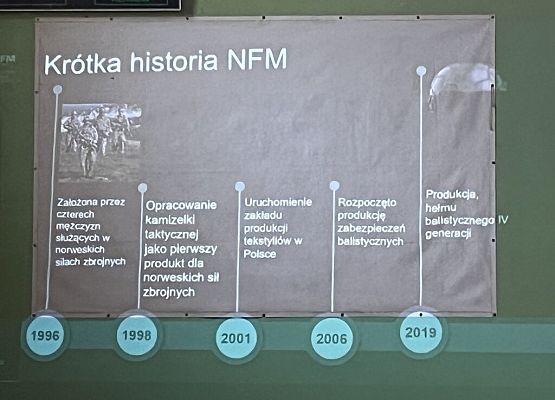 Krótka historia NFM
Założona przez
czterech
mężczyzn
służących w
norweskich
siłach zbrojnych
Opracowanie
kamizelki
taktycznej
jako pierwszy
produkt dla
norweskich sił
zbrojnych
Uruchomienie
zakładu
produkcji
tekstyliów w
Polsce
Rozpoczęto
produkcję
zabezpieczeń
balistycznych
Produkcja,
hełmu
balistycznego IV
generacji
1996
1998
2001
2006
2019